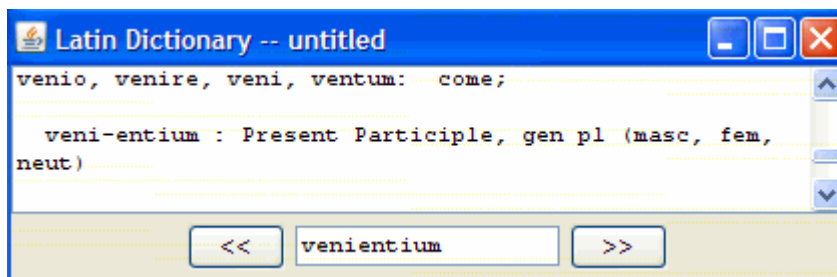 Latin Dictionary -- untitled
venio, venire, veni, ventum:  come;
  veni-entium : Present Participle, gen pl (masc, fem,
neut)
<< venientium >>